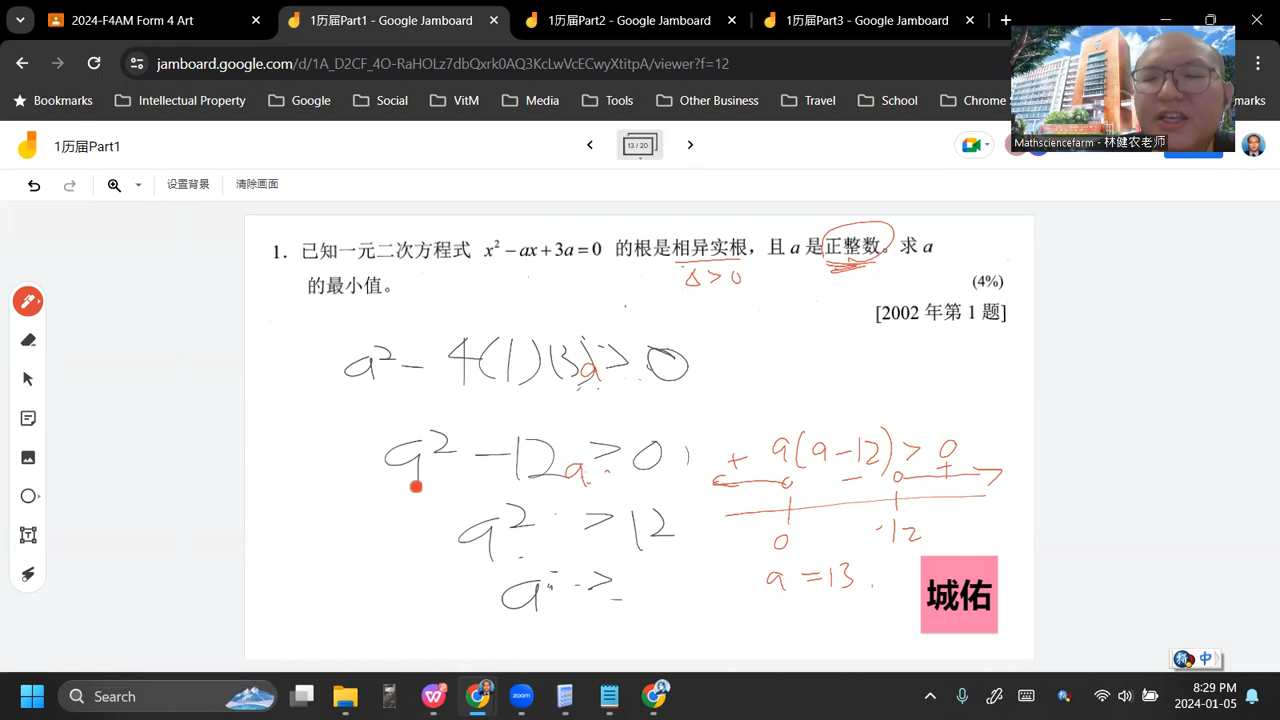 2024-F4AM Form 4 Art
1历届Part1 - Google Jamboard
1历届Part2 - Google Jamboard
1历届Part3 - Google Jamboard
jamboard.google.com/d/1A_D2CF_4O-RaHOLz7dbQxrk0AQ3KcLwVcECwyXtitpA/viewer?f=12
Bookmarks
Intellectual Property
Social
VitM
Media
Tools
Other Business
Travel
School
Chrome
Mathsciencefarm - 林健农老师
1历届Part1
13 / 20
设置背景
清除画面
1. 已知一元二次方程式 x² − ax + 3a = 0 的根是相异实根，且 a 是正整数。求 a
的最小值。
Δ > 0
(4%)
[2002 年第 1 题]
a² − 4(1)(3a) > 0
a² − 12a > 0
a(a−12) > 0
+ − +
a² > 12
0 12
a >
a = 13
城佑
中
Search
zoom
8:29 PM
2024-01-05